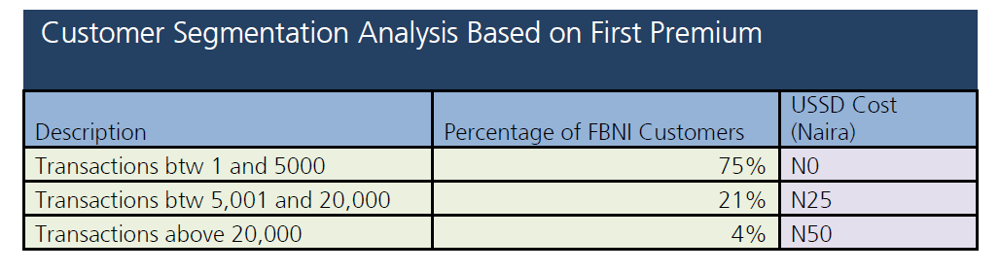 Customer Segmentation Analysis Based on First Premium
Description Percentage of FBNI Customers USSD Cost (Naira)
Transactions btw 1 and 5000 75% N0
Transactions btw 5,001 and 20,000 21% N25
Transactions above 20,000 4% N50